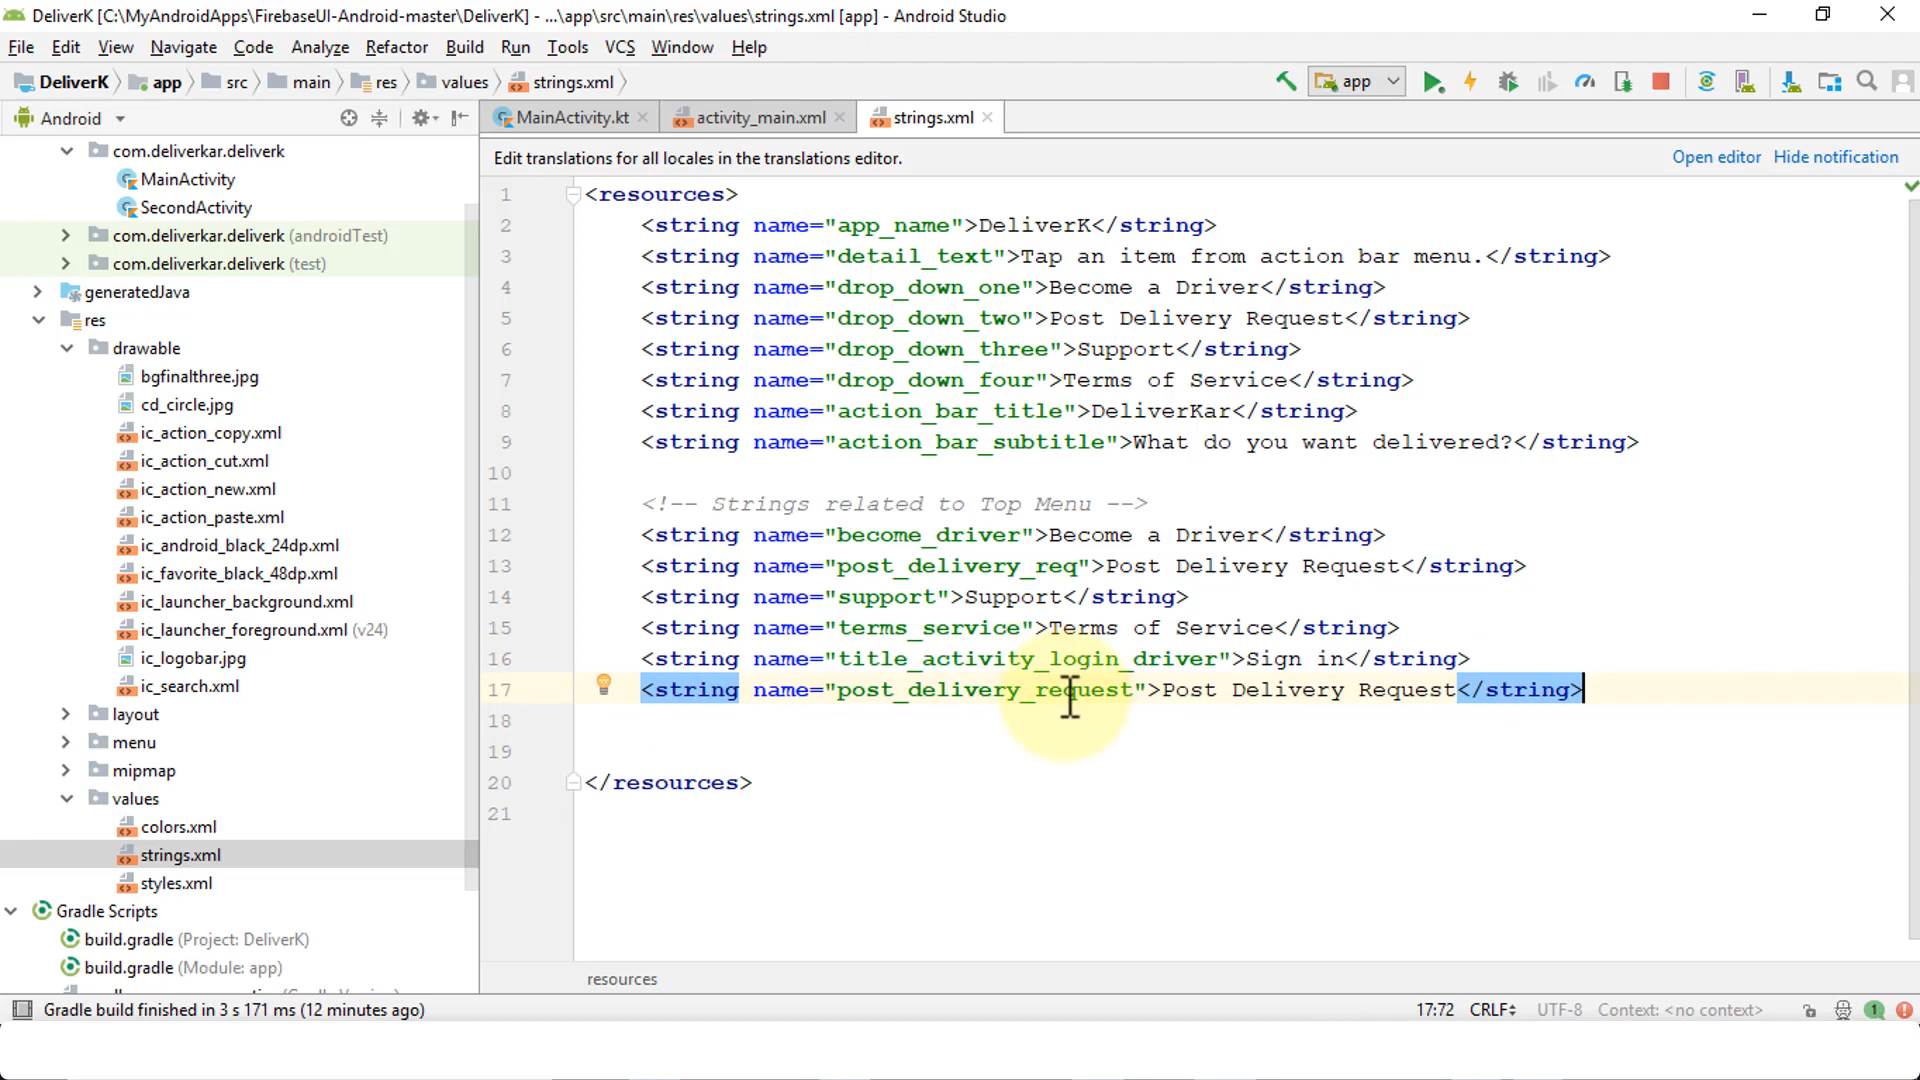 DeliverK [C:\MyAndroidApps\FirebaseUI-Android-master\DeliverK] - ...\app\src\main\res\values\strings.xml [app] - Android Studio
File Edit View Navigate Code Analyze Refactor Build Run Tools VCS Window Help
DeliverK app src main res values strings.xml app
Android
MainActivity.kt activity_main.xml strings.xml
com.deliverkar.deliverk
MainActivity
SecondActivity
com.deliverkar.deliverk (androidTest)
com.deliverkar.deliverk (test)
generatedJava
res
drawable
bgfinalthree.jpg
cd_circle.jpg
ic_action_copy.xml
ic_action_cut.xml
ic_action_new.xml
ic_action_paste.xml
ic_android_black_24dp.xml
ic_favorite_black_48dp.xml
ic_launcher_background.xml
ic_launcher_foreground.xml (v24)
ic_logobar.jpg
ic_search.xml
layout
menu
mipmap
values
colors.xml
strings.xml
styles.xml
Gradle Scripts
build.gradle (Project: DeliverK)
build.gradle (Module: app)
Edit translations for all locales in the translations editor. Open editor Hide notification
1 <resources>
2 <string name="app_name">DeliverK</string>
3 <string name="detail_text">Tap an item from action bar menu.</string>
4 <string name="drop_down_one">Become a Driver</string>
5 <string name="drop_down_two">Post Delivery Request</string>
6 <string name="drop_down_three">Support</string>
7 <string name="drop_down_four">Terms of Service</string>
8 <string name="action_bar_title">DeliverKar</string>
9 <string name="action_bar_subtitle">What do you want delivered?</string>
10
11 <!-- Strings related to Top Menu -->
12 <string name="become_driver">Become a Driver</string>
13 <string name="post_delivery_req">Post Delivery Request</string>
14 <string name="support">Support</string>
15 <string name="terms_service">Terms of Service</string>
16 <string name="title_activity_login_driver">Sign in</string>
17 <string name="post_delivery_request">Post Delivery Request</string>
18
19
20 </resources>
21
resources
Gradle build finished in 3 s 171 ms (12 minutes ago) 17:72 CRLF UTF-8 Context: <no context> 1